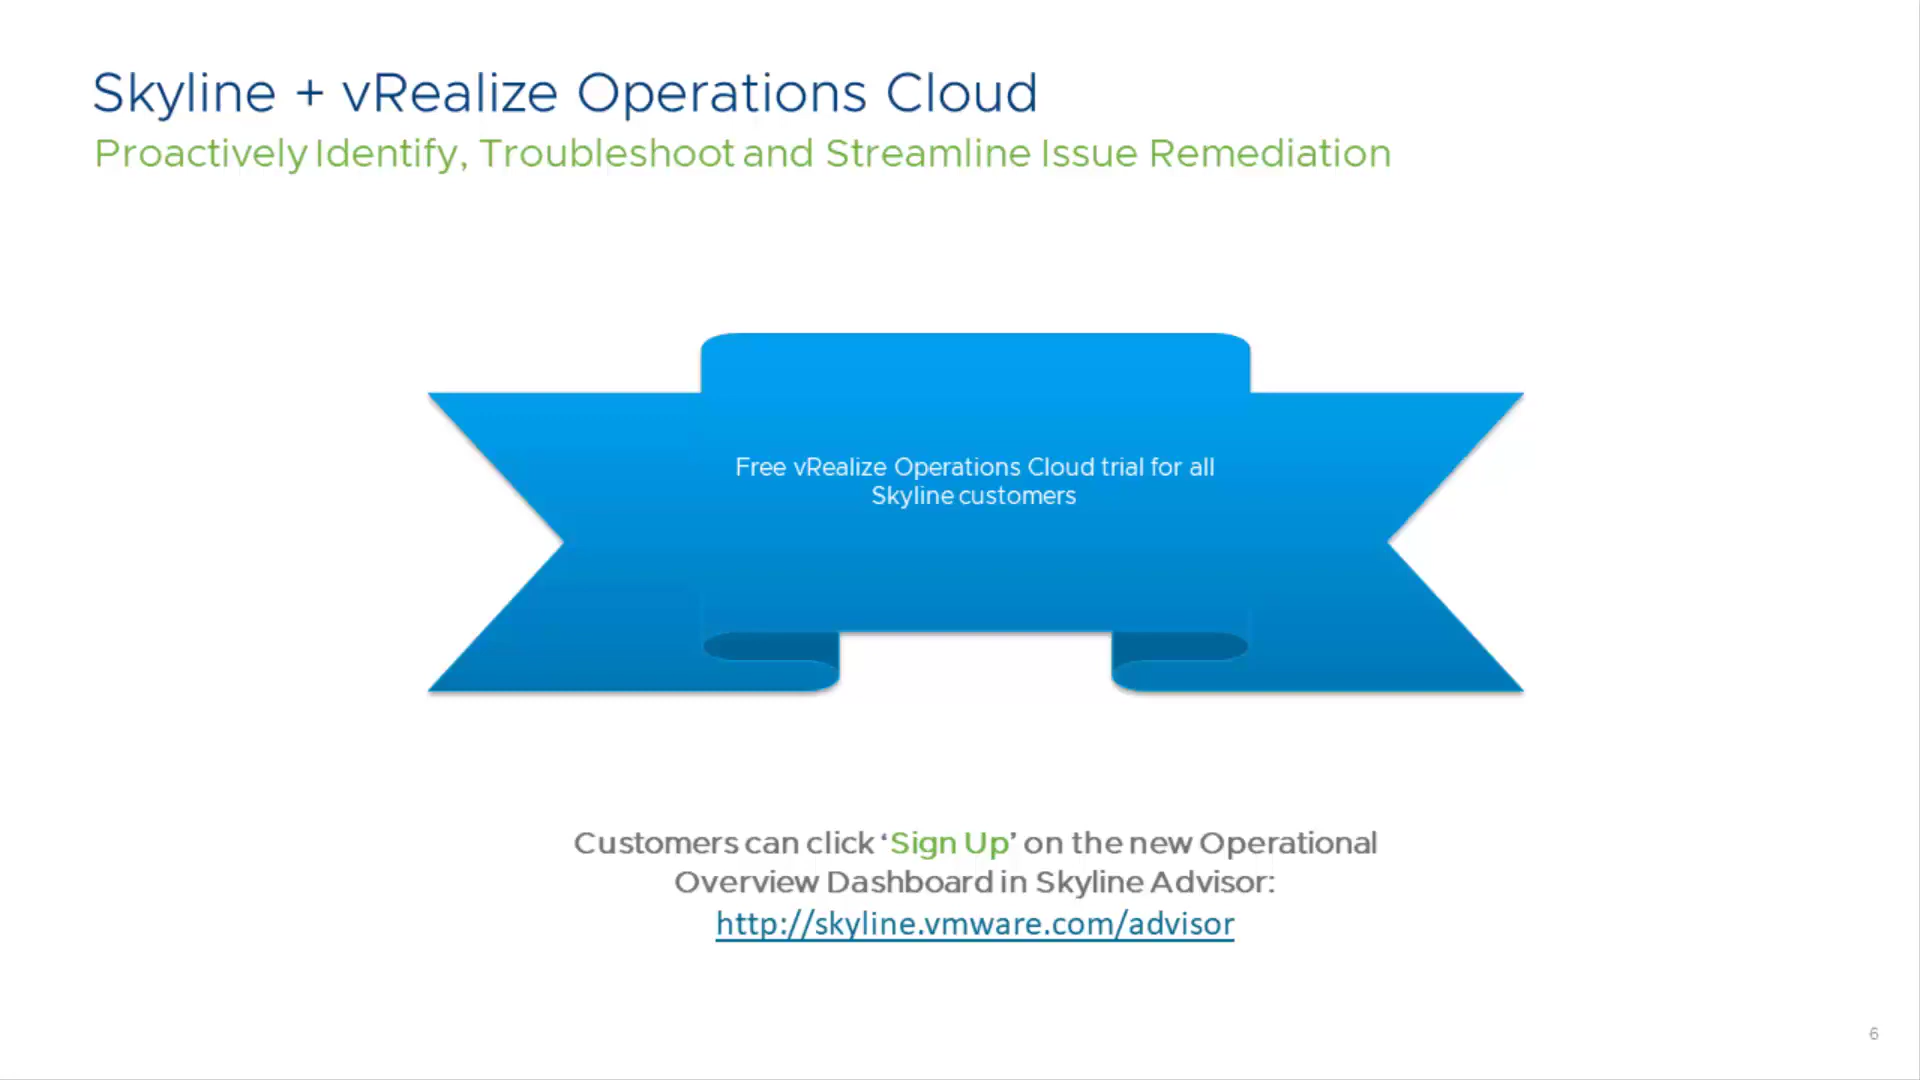 Skyline + vRealize Operations Cloud
Proactively Identify, Troubleshoot and Streamline Issue Remediation
Free vRealize Operations Cloud trial for all
Skyline customers
Customers can click ‘Sign Up’ on the new Operational
Overview Dashboard in Skyline Advisor:
http://skyline.vmware.com/advisor
6